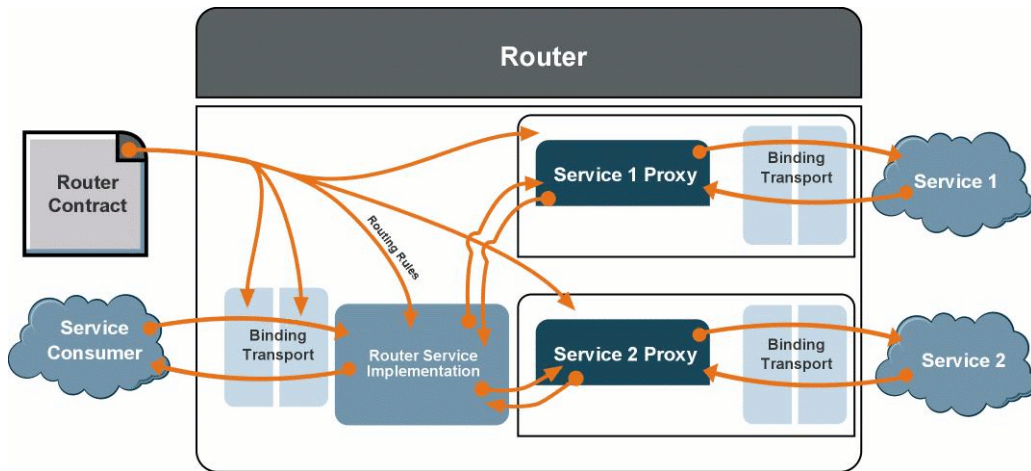 Router
Router
Contract
Service 1 Proxy
Binding
Transport
Service 1
Routing Rules
Service
Consumer
Binding
Transport
Router Service
Implementation
Service 2 Proxy
Binding
Transport
Service 2